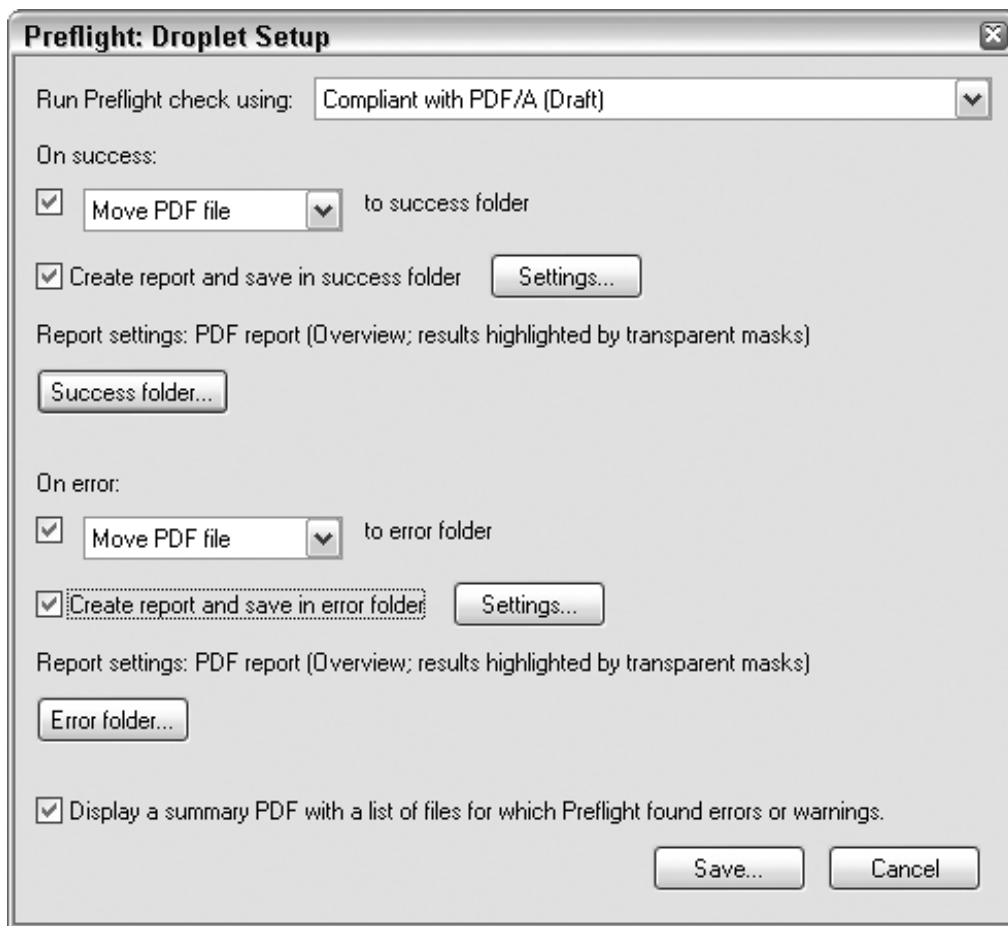 Preflight: Droplet Setup
Run Preflight check using: Compliant with PDF/A (Draft)
On success:
Move PDF file to success folder
Create report and save in success folder Settings...
Report settings: PDF report (Overview; results highlighted by transparent masks)
Success folder...
On error:
Move PDF file to error folder
Create report and save in error folder Settings...
Report settings: PDF report (Overview; results highlighted by transparent masks)
Error folder...
Display a summary PDF with a list of files for which Preflight found errors or warnings.
Save... Cancel